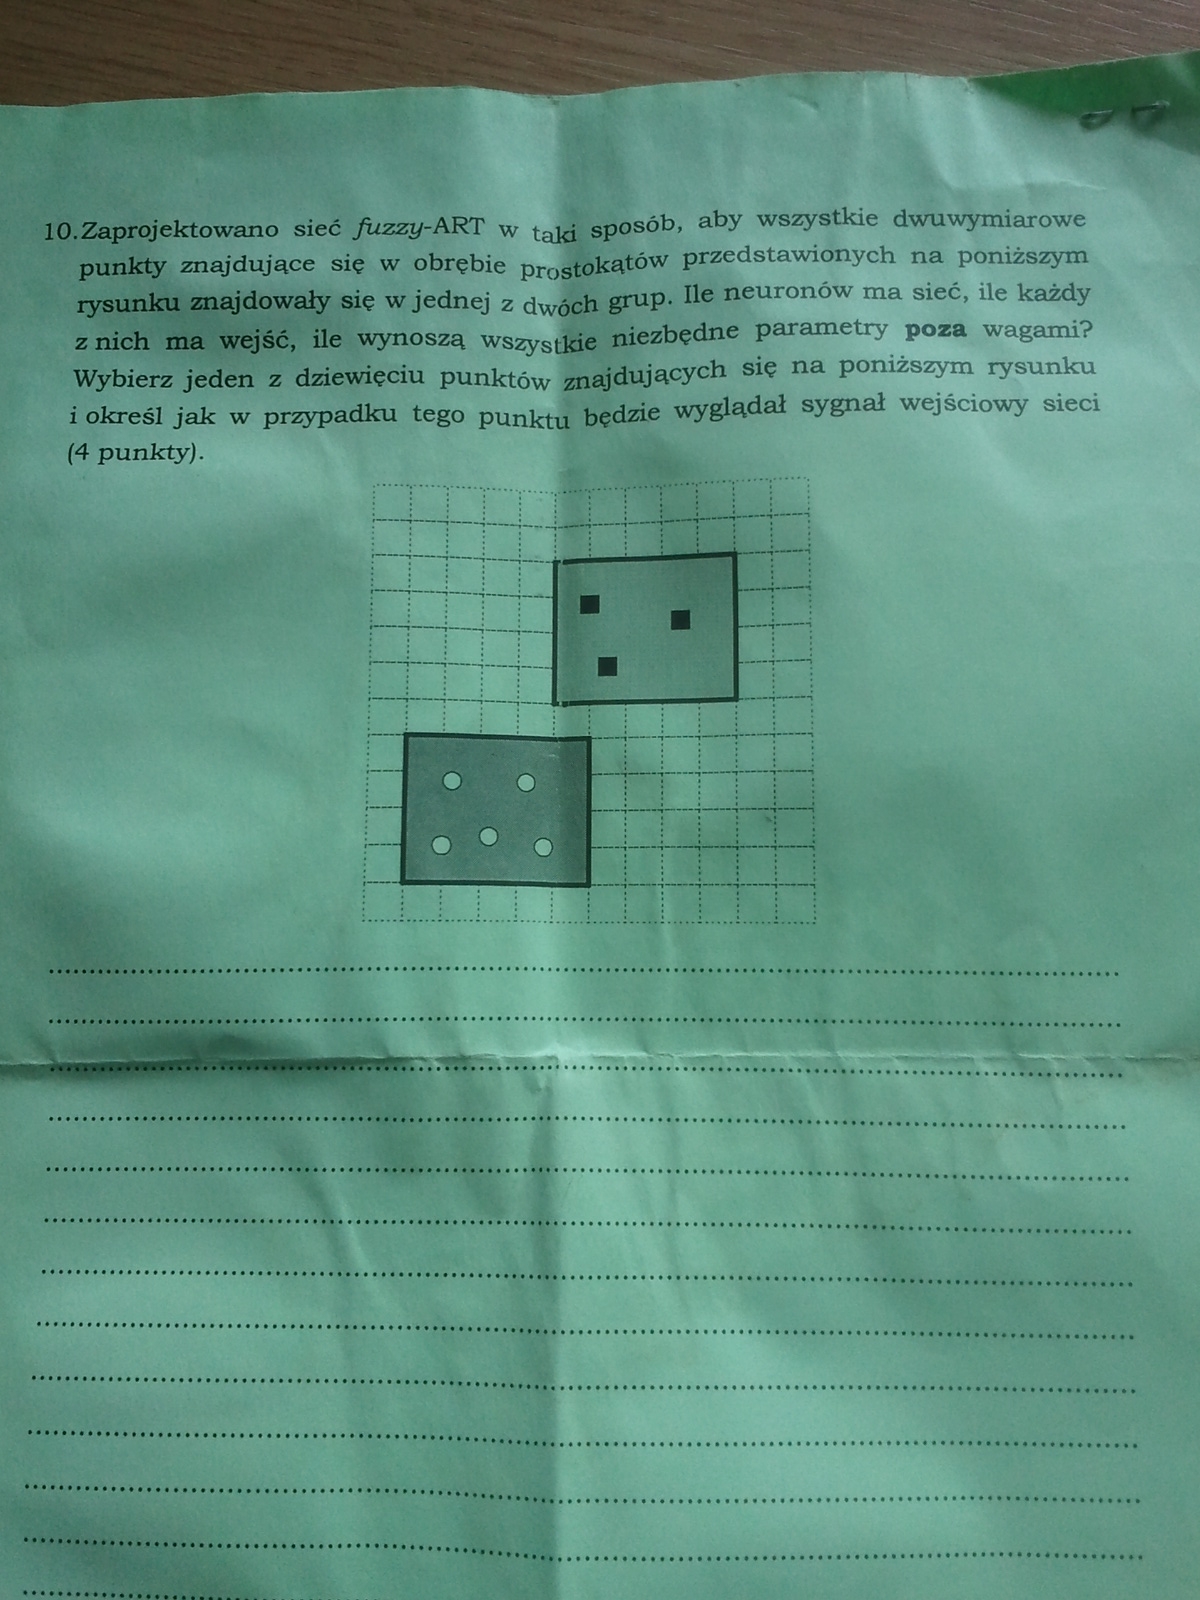 10.Zaprojektowano sieć fuzzy-ART w taki sposób, aby wszystkie dwuwymiarowe
punkty znajdujące się w obrębie prostokątów przedstawionych na poniższym
rysunku znajdowały się w jednej z dwóch grup. Ile neuronów ma sieć, ile każdy
z nich ma wejść, ile wynoszą wszystkie niezbędne parametry poza wagami?
Wybierz jeden z dziewięciu punktów znajdujących się na poniższym rysunku
i określ jak w przypadku tego punktu będzie wyglądał sygnał wejściowy sieci
(4 punkty).